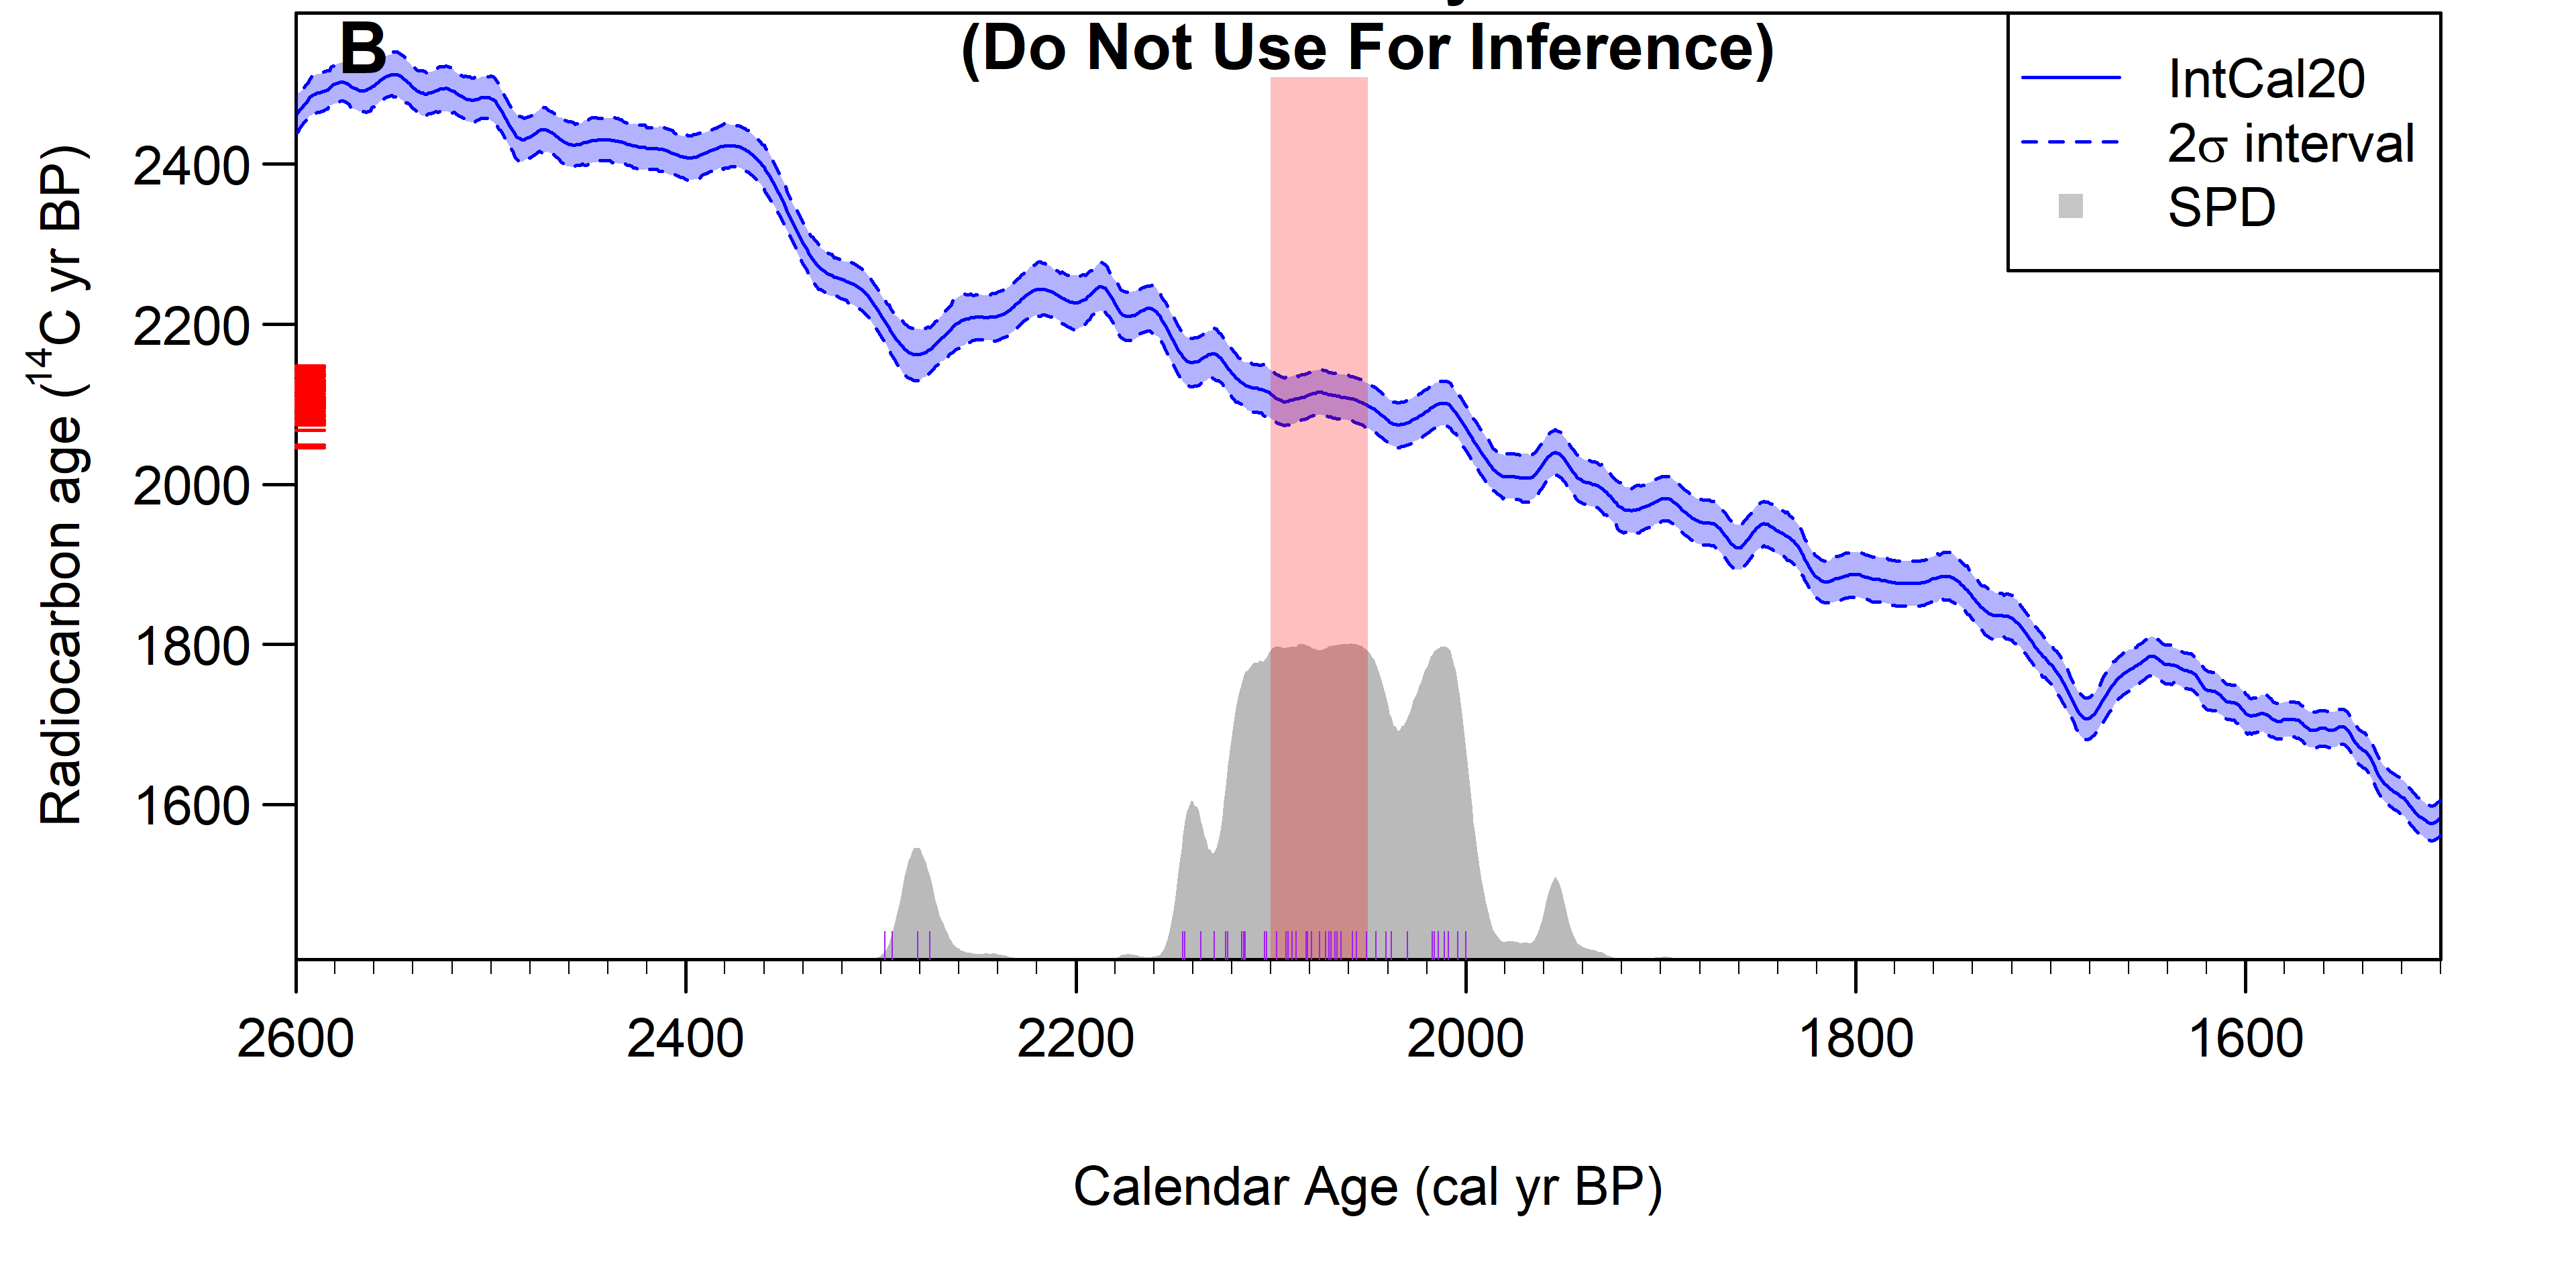 B
(Do Not Use For Inference)
IntCal20
2σ interval
SPD
Radiocarbon age (¹⁴C yr BP)
2400
2200
2000
1800
1600
2600 2400 2200 2000 1800 1600
Calendar Age (cal yr BP)